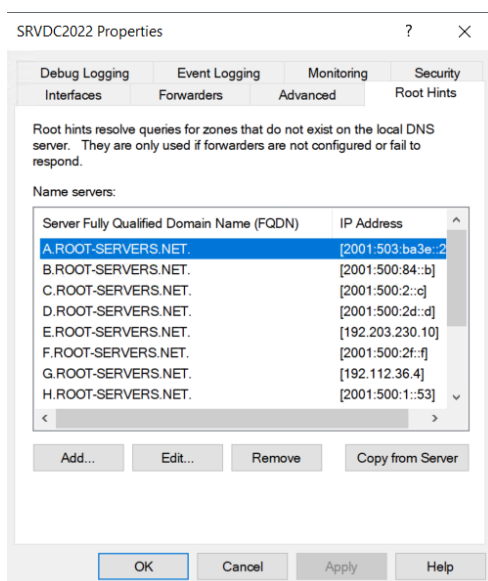 SRVDC2022 Properties ? ×
Debug Logging Event Logging Monitoring Security
Interfaces Forwarders Advanced Root Hints
Root hints resolve queries for zones that do not exist on the local DNS
server. They are only used if forwarders are not configured or fail to
respond.
Name servers:
Server Fully Qualified Domain Name (FQDN) IP Address
A.ROOT-SERVERS.NET. [2001:503:ba3e::2
B.ROOT-SERVERS.NET. [2001:500:84::b]
C.ROOT-SERVERS.NET. [2001:500:2::c]
D.ROOT-SERVERS.NET. [2001:500:2d::d]
E.ROOT-SERVERS.NET. [192.203.230.10]
F.ROOT-SERVERS.NET. [2001:500:2f::f]
G.ROOT-SERVERS.NET. [192.112.36.4]
H.ROOT-SERVERS.NET. [2001:500:1::53]
Add... Edit... Remove Copy from Server
OK Cancel Apply Help